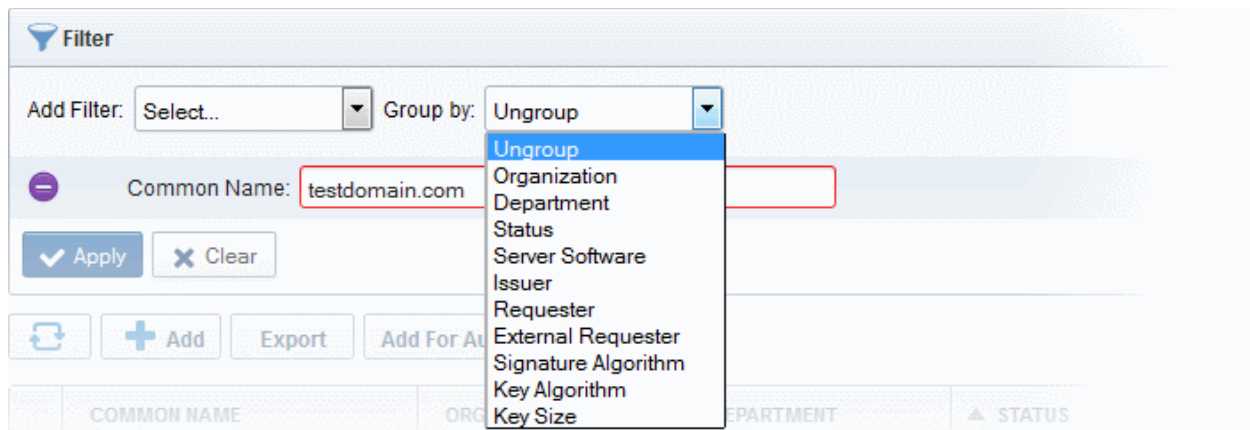 Filter
Add Filter: Select... Group by: Ungroup
Ungroup
Organization
Common Name: testdomain.com
Department
Status
Server Software
Apply Clear
Issuer
Requester
External Requester
Add Export Add For Au
Signature Algorithm
Key Algorithm
Key Size
COMMON NAME ORG EPARTMENT STATUS